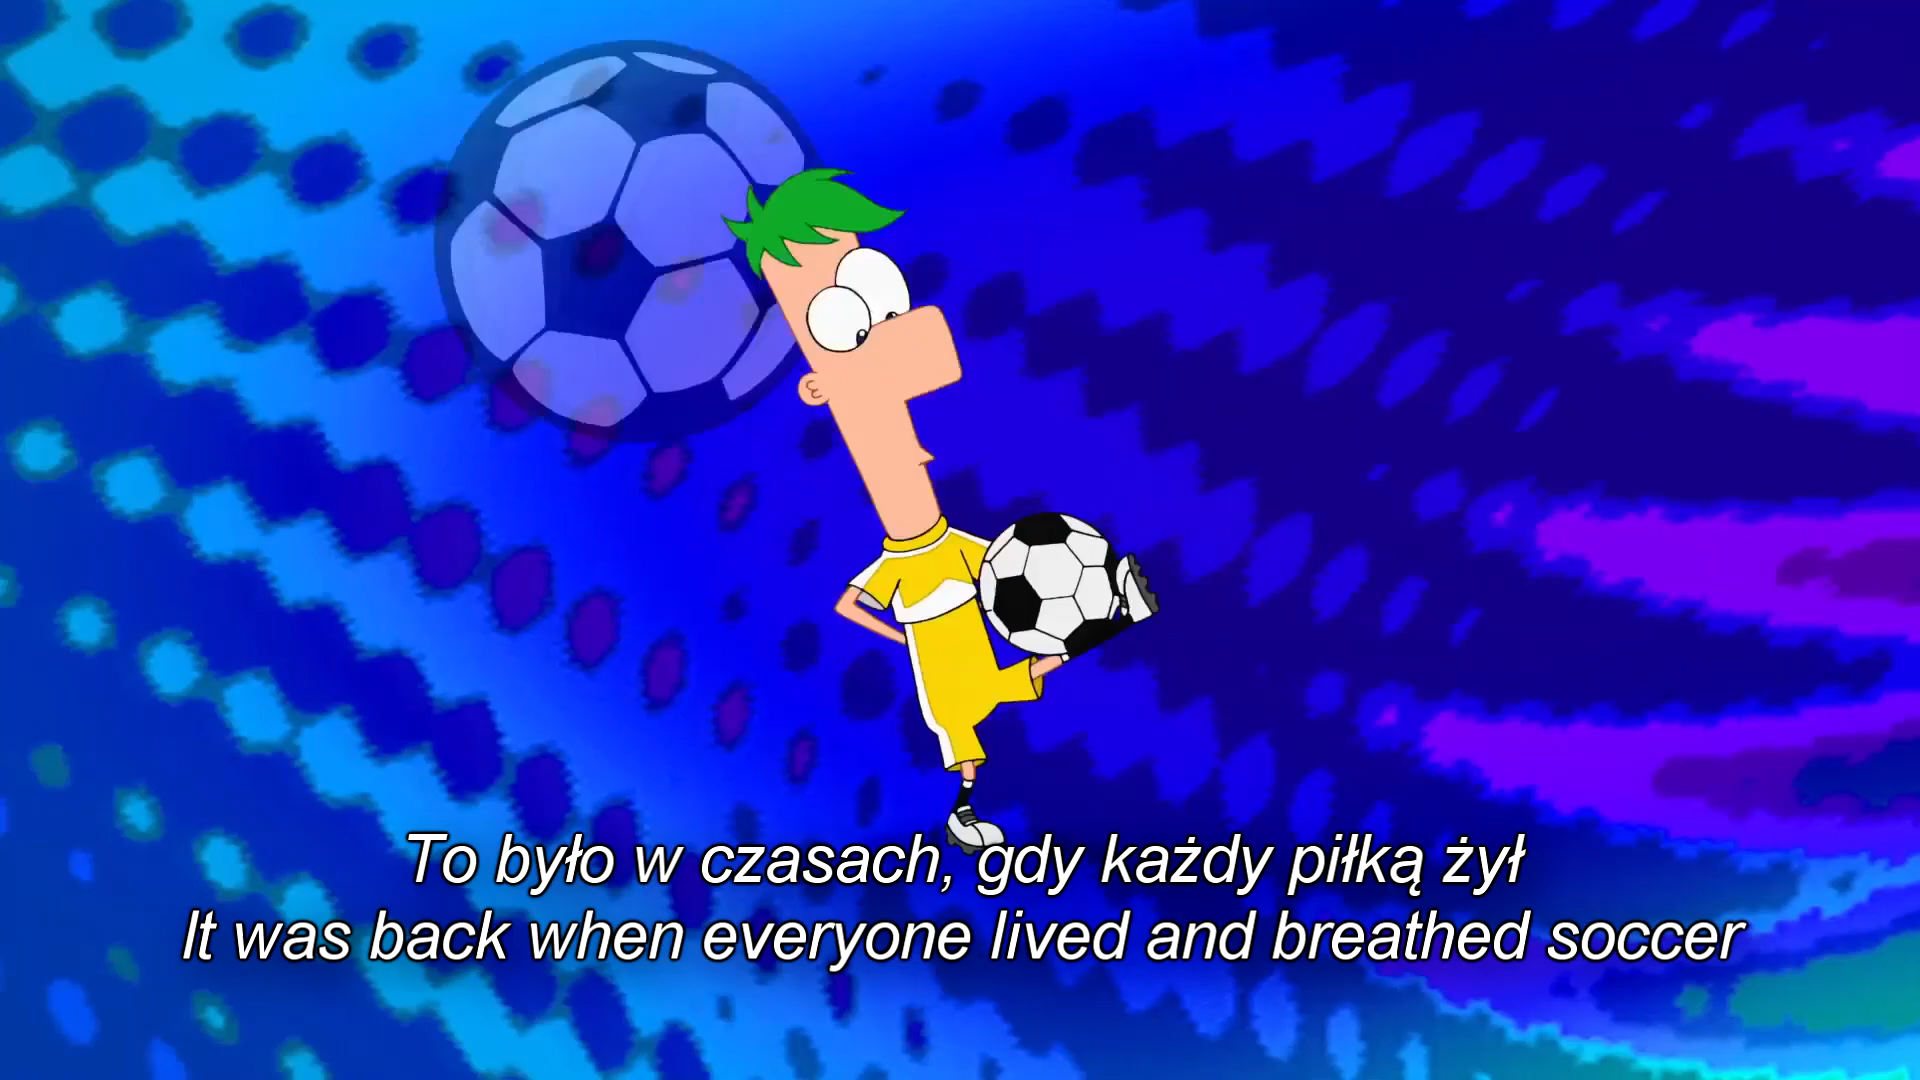 To było w czasach, gdy każdy piłką żył
It was back when everyone lived and breathed soccer